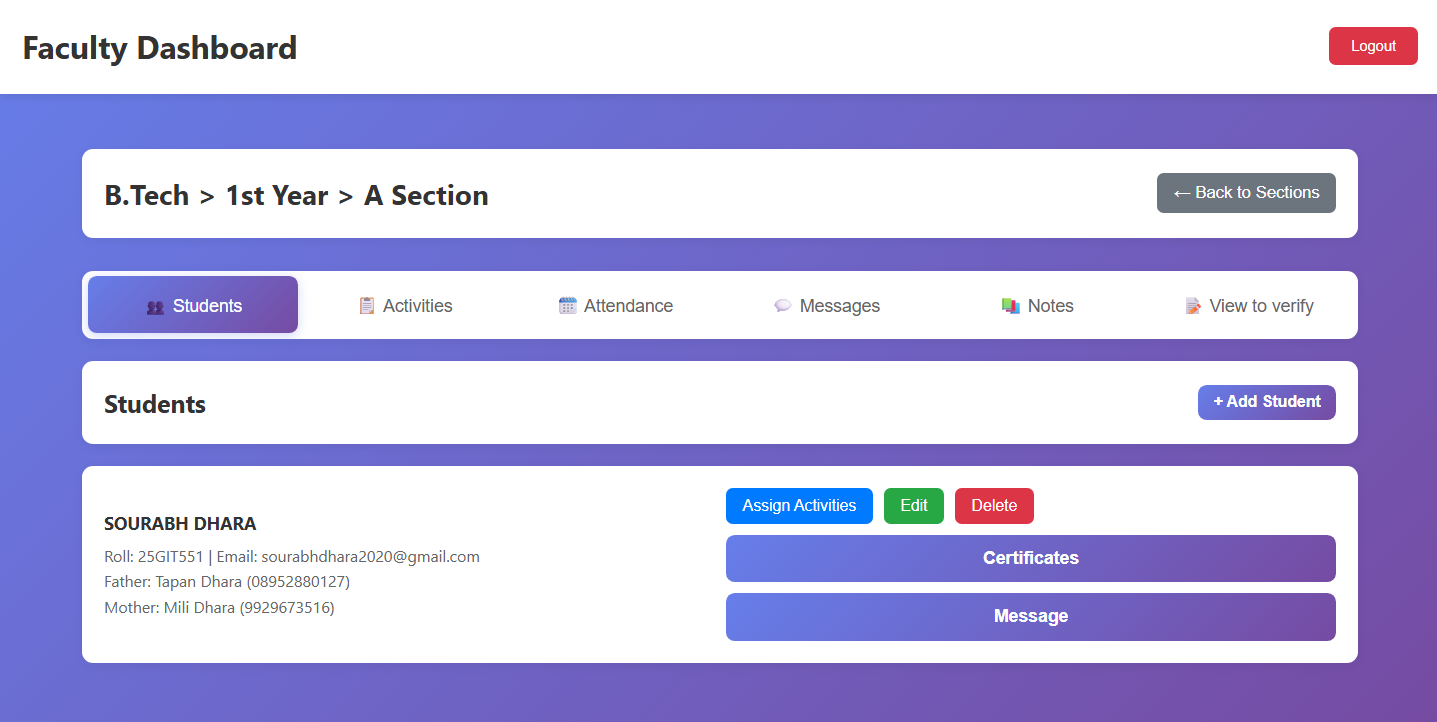 Faculty Dashboard
Logout
B.Tech > 1st Year > A Section
← Back to Sections
Students
Activities
Attendance
Messages
Notes
View to verify
Students
+ Add Student
SOURABH DHARA
Roll: 25GIT551 | Email: sourabhdhara2020@gmail.com
Father: Tapan Dhara (08952880127)
Mother: Mili Dhara (9929673516)
Assign Activities
Edit
Delete
Certificates
Message